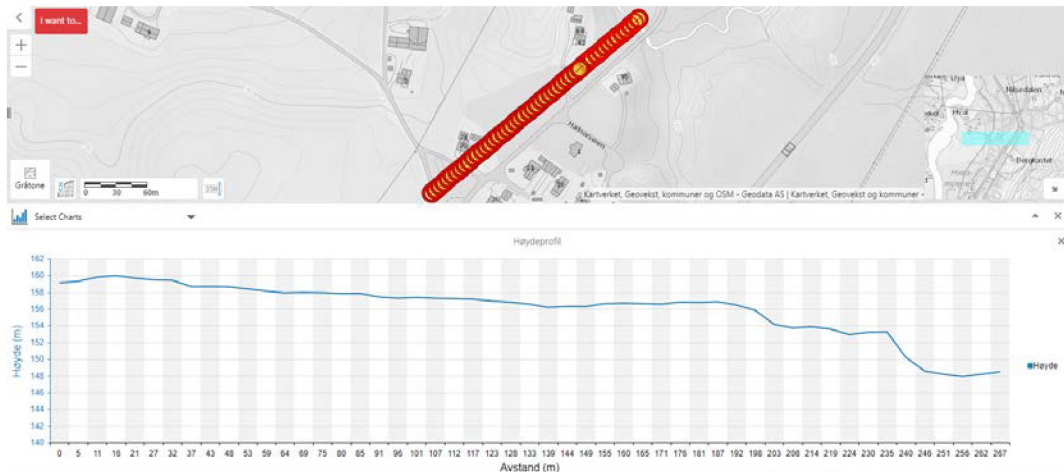 I want to...
Gråtone
0 30 60m
Halvorsveien
Nilsedalen
Hval
Bergkastet
Kartverket, Geovekst, kommuner og OSM - Geodata AS | Kartverket, Geovekst og kommuner -
Select Charts
Høydeprofil
Høyde (m)
162
160
158
156
154
152
150
148
146
144
142
140
Høyde
0 5 11 16 21 27 32 37 43 48 53 59 64 69 75 80 85 91 96 101 107 112 117 123 128 133 139 144 149 155 160 165 171 176 181 187 192 198 203 208 214 219 224 230 235 240 246 251 256 262 267
Avstand (m)